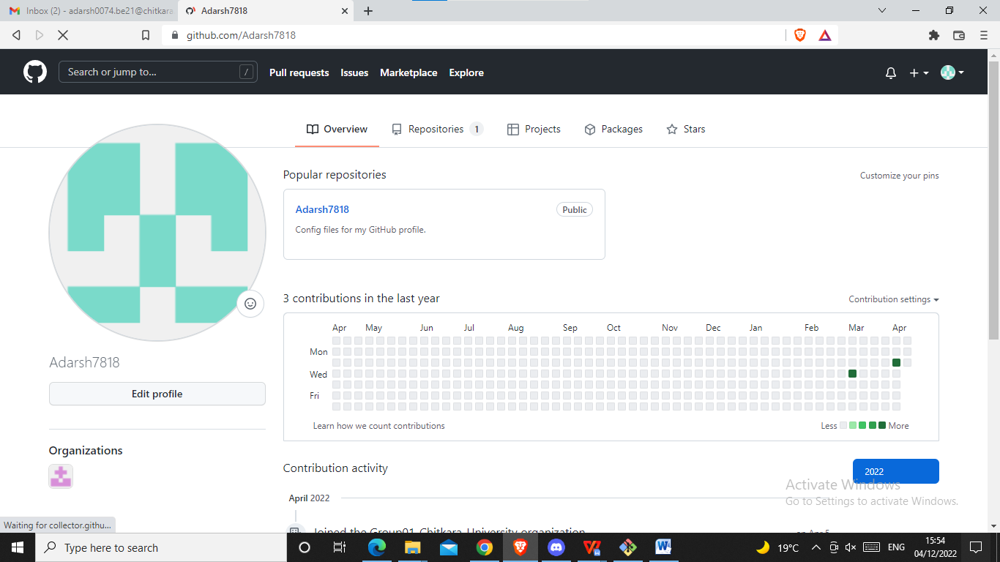 Inbox (2) - adarsh0074.be21@chitkara
Adarsh7818
github.com/Adarsh7818
Search or jump to...
/
Pull requests
Issues
Marketplace
Explore
Overview
Repositories 1
Projects
Packages
Stars
Popular repositories
Customize your pins
Adarsh7818
Public
Config files for my GitHub profile.
3 contributions in the last year
Contribution settings
Apr May Jun Jul Aug Sep Oct Nov Dec Jan Feb Mar Apr
Mon
Wed
Fri
Learn how we count contributions
Less More
Adarsh7818
Edit profile
Organizations
Contribution activity
2022
April 2022
Joined the Group01-Chitkara-University organization
on Apr 5
Activate Windows
Go to Settings to activate Windows.
Waiting for collector.githu...
Type here to search
19°C
ENG
15:54
04/12/2022